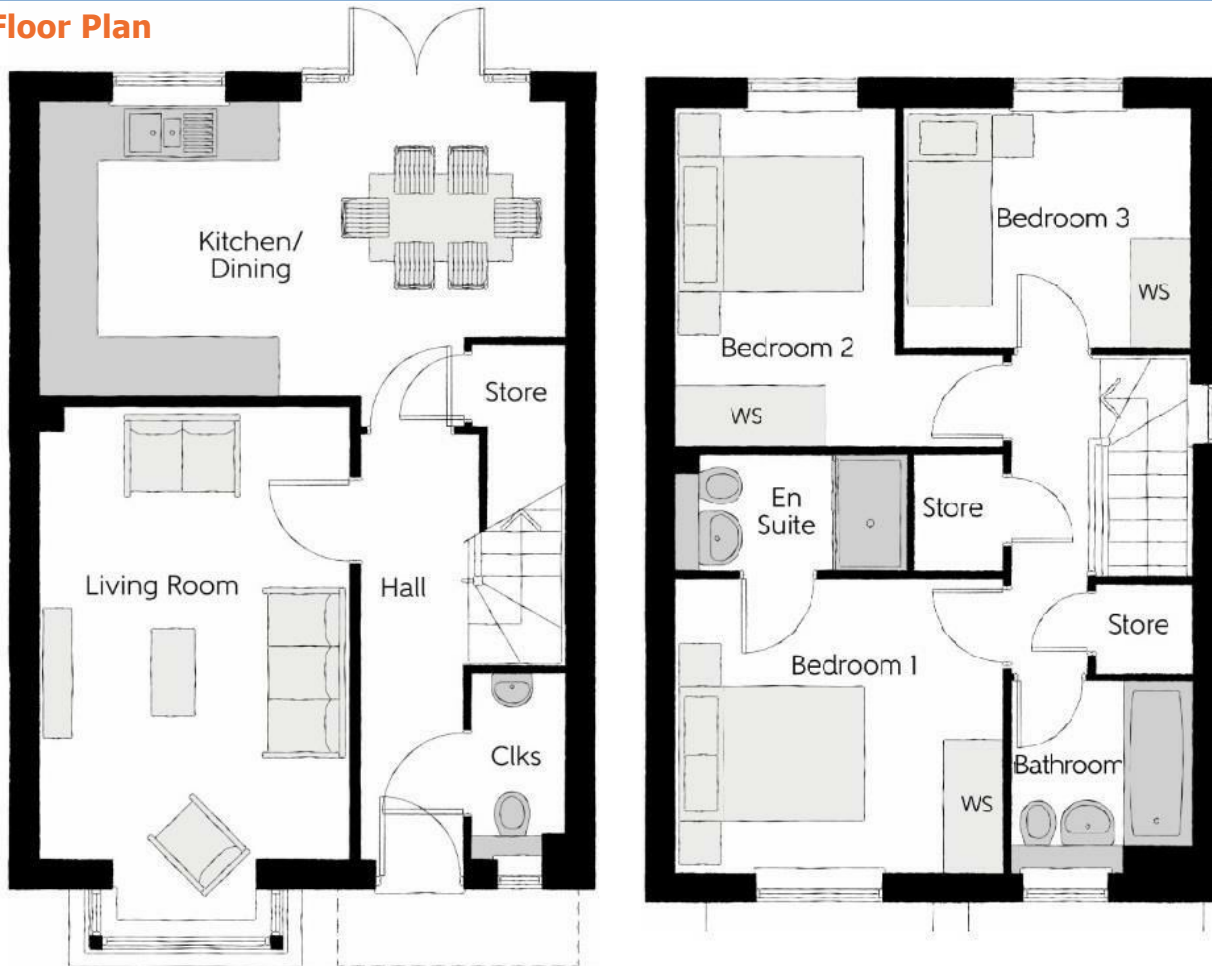 Floor Plan
Kitchen/
Dining
Store
Living Room
Hall
Clks
Bedroom 3
WS
Bedroom 2
WS
En
Suite
Store
Store
Bedroom 1
WS
Bathroom